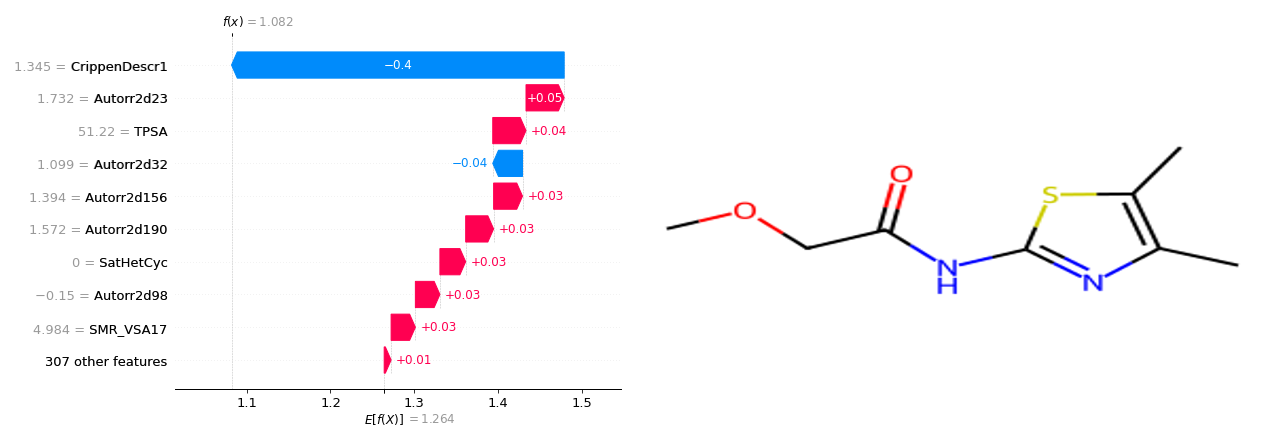 f(x) = 1.082
1.345 = CrippenDescr1
−0.4
1.732 = Autorr2d23
+0.05
51.22 = TPSA
+0.04
1.099 = Autorr2d32
−0.04
1.394 = Autorr2d156
+0.03
1.572 = Autorr2d190
+0.03
0 = SatHetCyc
+0.03
−0.15 = Autorr2d98
+0.03
4.984 = SMR_VSA17
+0.03
307 other features
+0.01
1.1 1.2 1.3 1.4 1.5
E[f(X)] = 1.264
O
O
S
N
H
N